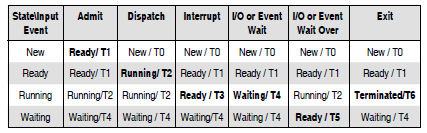 State\Input Event Admit Dispatch Interrupt I/O or Event Wait I/O or Event Wait Over Exit
New Ready/ T1 New / T0 New / T0 New / T0 New / T0 New / T0
Ready Ready/ T1 Running/ T2 Ready / T1 Ready / T1 Ready / T1 Ready / T1
Running Running/T2 Running/ T2 Ready / T3 Waiting/ T4 Running/ T2 Terminated/T6
Waiting Waiting/T4 Waiting / T4 Waiting/T4 Waiting / T4 Ready / T5 Waiting / T4